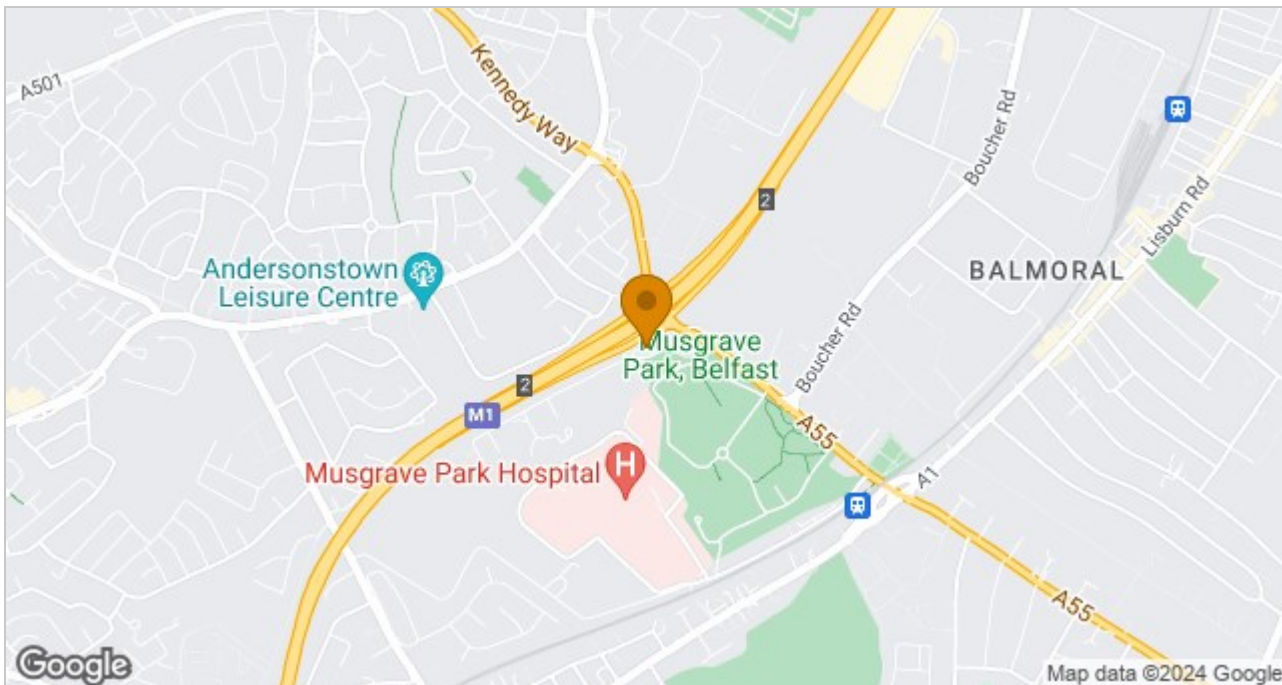 A501
Kennedy Way
2
Boucher Rd
Lisburn Rd
Andersonstown
Leisure Centre
BALMORAL
Musgrave
Park, Belfast
Boucher Rd
2
M1
A55
Musgrave Park Hospital
H
A1
A55
Google
Map data ©2024 Google